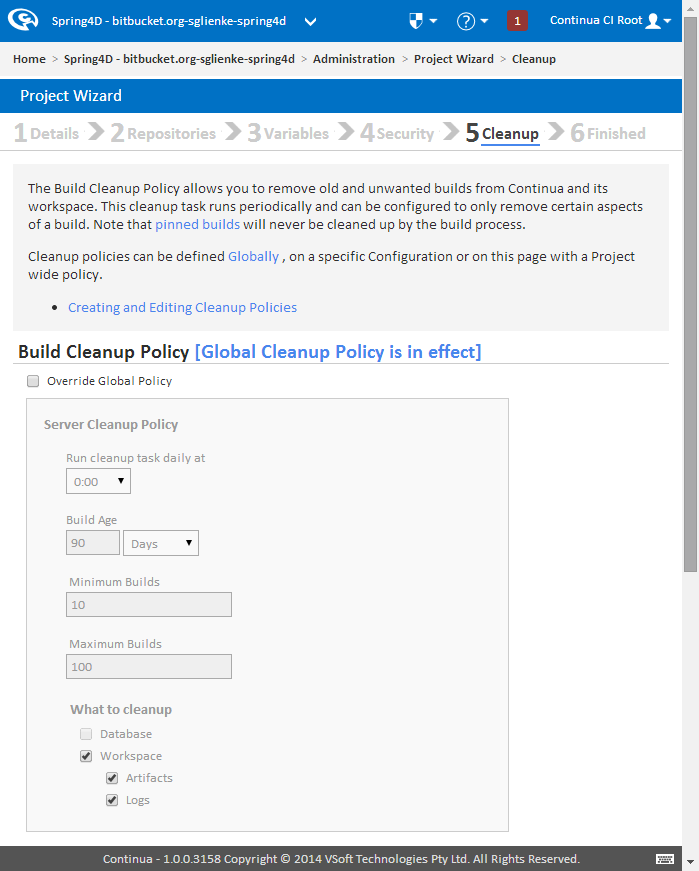 Spring4D - bitbucket.org-sglienke-spring4d ? 1 Continua CI Root
Home > Spring4D - bitbucket.org-sglienke-spring4d > Administration > Project Wizard > Cleanup
Project Wizard
1 Details 2 Repositories 3 Variables 4 Security 5 Cleanup 6 Finished
The Build Cleanup Policy allows you to remove old and unwanted builds from Continua and its
workspace. This cleanup task runs periodically and can be configured to only remove certain aspects
of a build. Note that pinned builds will never be cleaned up by the build process.
Cleanup policies can be defined Globally , on a specific Configuration or on this page with a Project
wide policy.
• Creating and Editing Cleanup Policies
Build Cleanup Policy [Global Cleanup Policy is in effect]
Override Global Policy
Server Cleanup Policy
Run cleanup task daily at
0:00
Build Age
90 Days
Minimum Builds
10
Maximum Builds
100
What to cleanup
Database
Workspace
Artifacts
Logs
Continua - 1.0.0.3158 Copyright © 2014 VSoft Technologies Pty Ltd. All Rights Reserved.